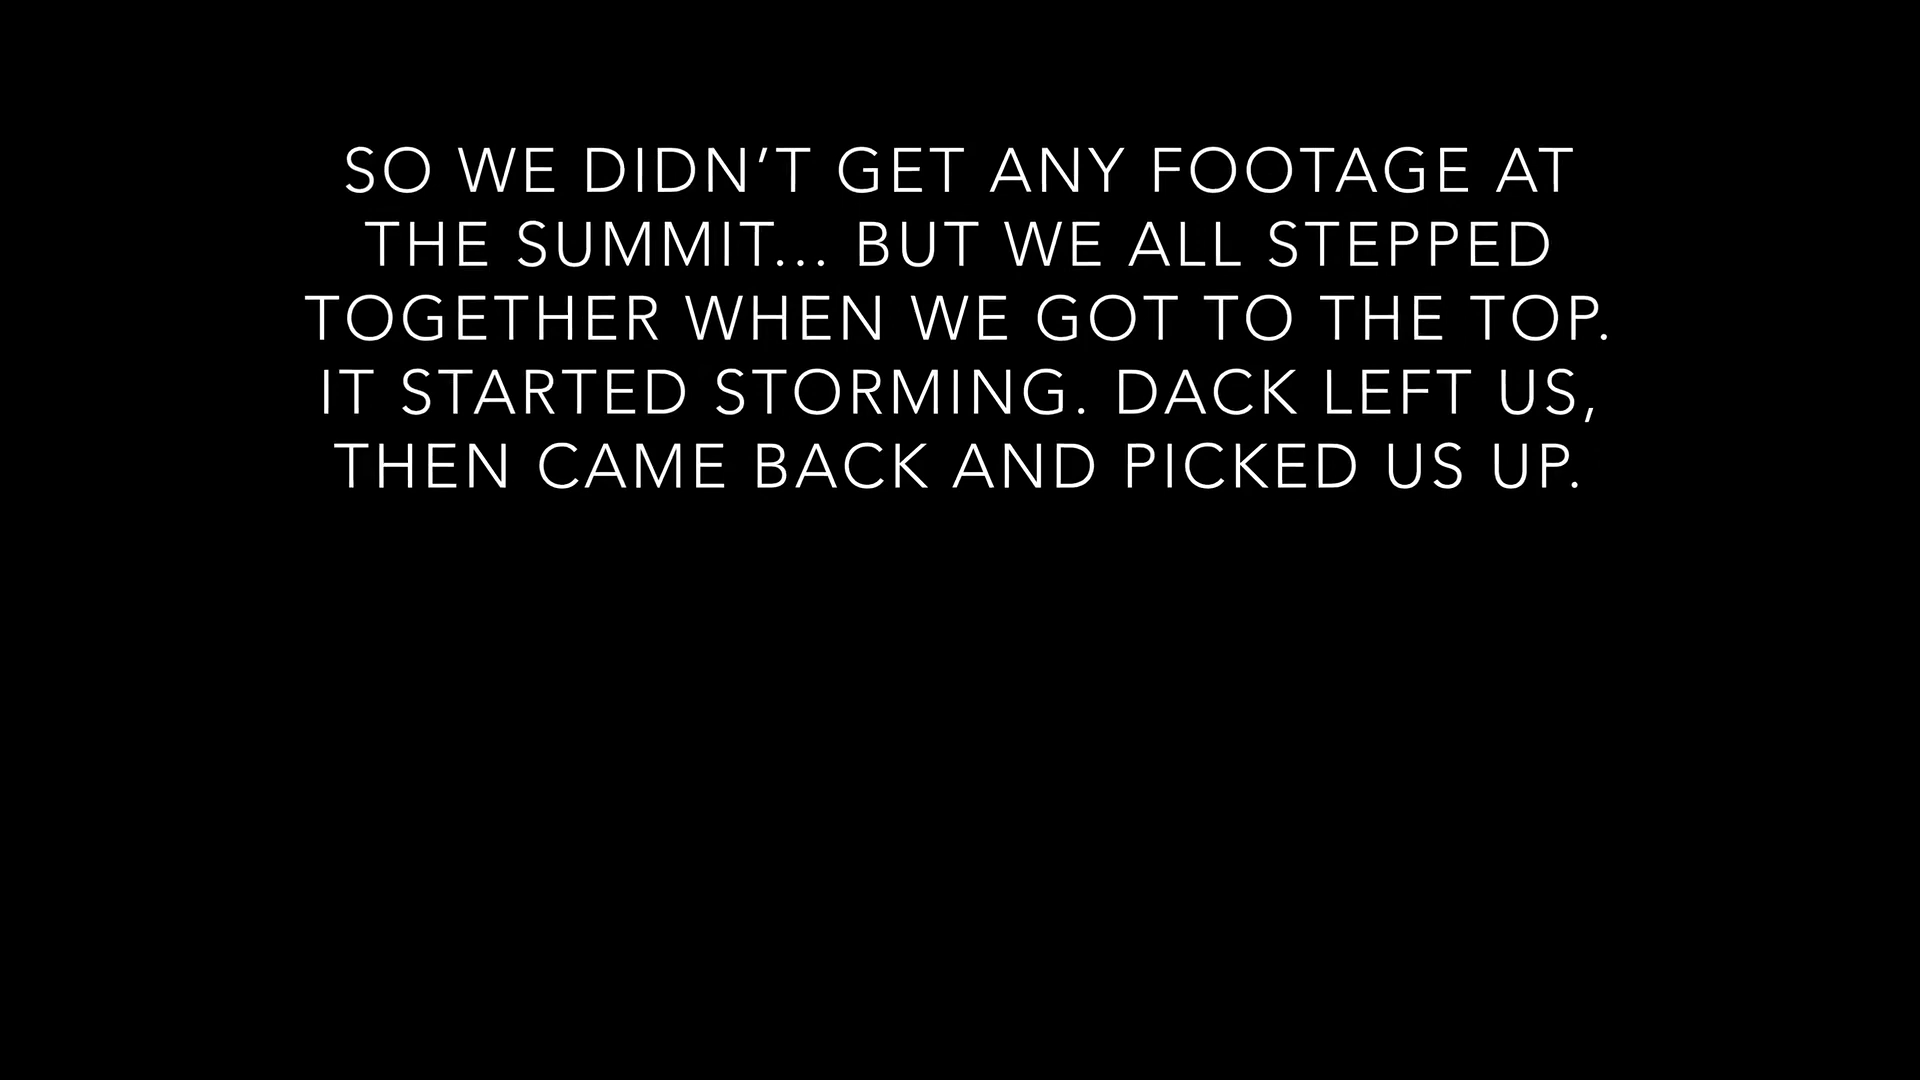 SO WE DIDN’T GET ANY FOOTAGE AT
THE SUMMIT... BUT WE ALL STEPPED
TOGETHER WHEN WE GOT TO THE TOP.
IT STARTED STORMING. DACK LEFT US,
THEN CAME BACK AND PICKED US UP.